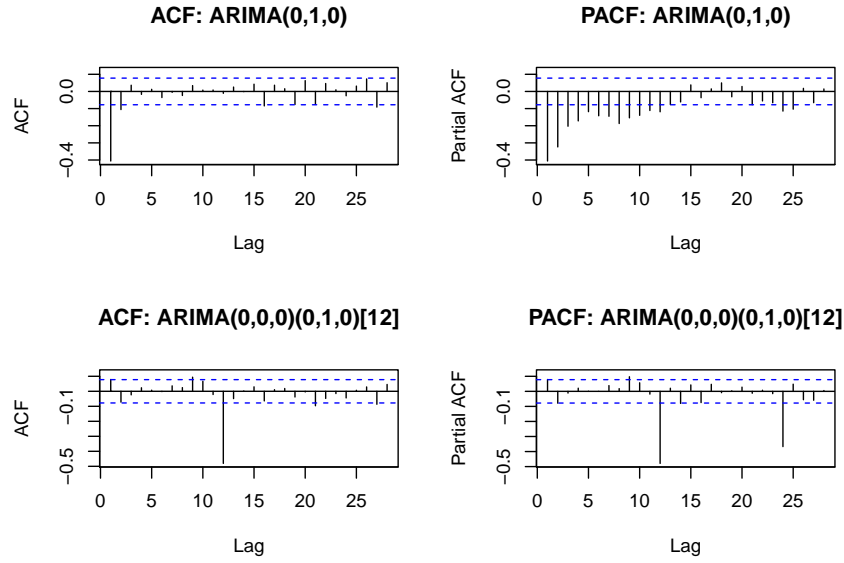 ACF: ARIMA(0,1,0)
ACF
0.0
−0.4
0 5 10 15 20 25
Lag
PACF: ARIMA(0,1,0)
Partial ACF
0.0
−0.4
0 5 10 15 20 25
Lag
ACF: ARIMA(0,0,0)(0,1,0)[12]
ACF
−0.1
−0.5
0 5 10 15 20 25
Lag
PACF: ARIMA(0,0,0)(0,1,0)[12]
Partial ACF
−0.1
−0.5
0 5 10 15 20 25
Lag